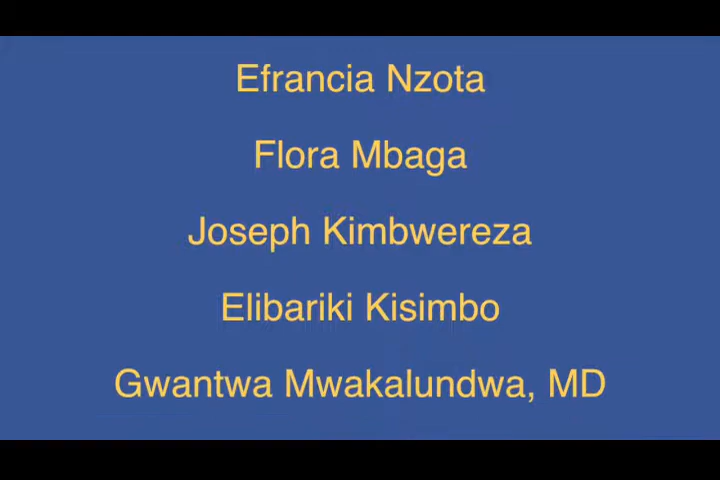 Efrancia Nzota
Flora Mbaga
Joseph Kimbwereza
Elibariki Kisimbo
Gwantwa Mwakalundwa, MD